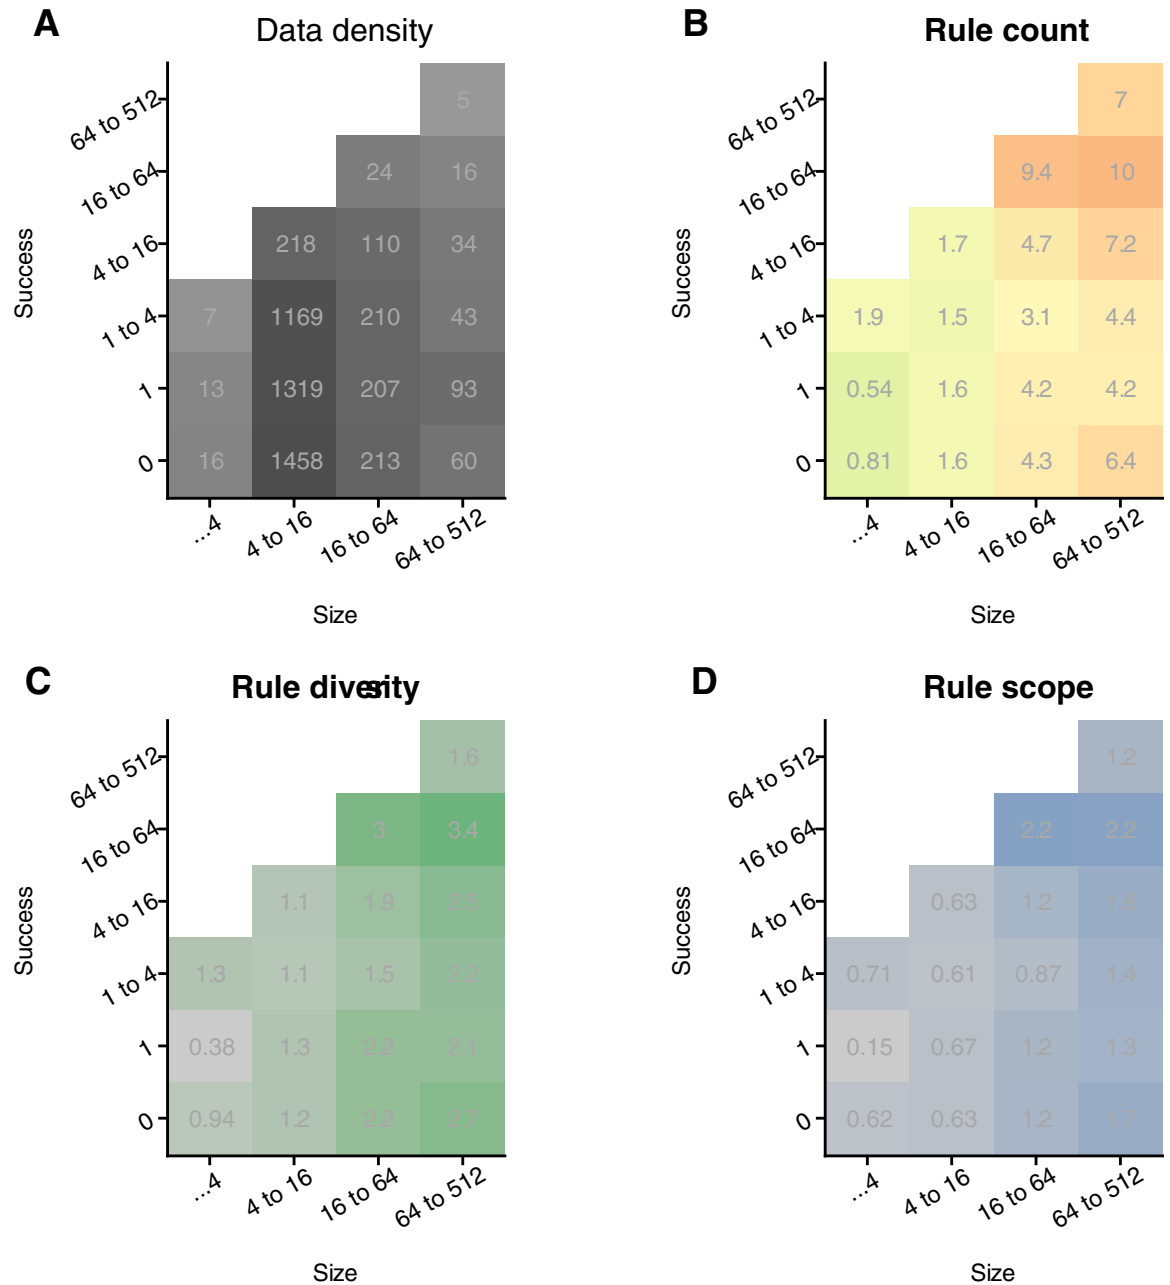 A Data density
64 to 512 5
16 to 64 24 16
4 to 16 218 110 34
1 to 4 7 1169 210 43
1 13 1319 207 93
0 16 1458 213 60
...4 4 to 16 16 to 64 64 to 512
Success
Size
B Rule count
64 to 512 7
16 to 64 9.4 10
4 to 16 1.7 4.7 7.2
1 to 4 1.9 1.5 3.1 4.4
1 0.54 1.6 4.2 4.2
0 0.81 1.6 4.3 6.4
...4 4 to 16 16 to 64 64 to 512
Success
Size
C Rule diversity
64 to 512 1.6
16 to 64 3 3.4
4 to 16 1.1 1.9
1 to 4 1.3 1.1 1.5 2.2
1 0.38 1.3 2.2 2.1
0 0.94 1.2 2.2 2.7
...4 4 to 16 16 to 64 64 to 512
Success
Size
D Rule scope
64 to 512 1.2
16 to 64 2.2 2.2
4 to 16 0.63 1.2
1 to 4 0.71 0.61 0.87 1.4
1 0.15 0.67 1.2 1.3
0 0.62 0.63 1.2
...4 4 to 16 16 to 64 64 to 512
Success
Size